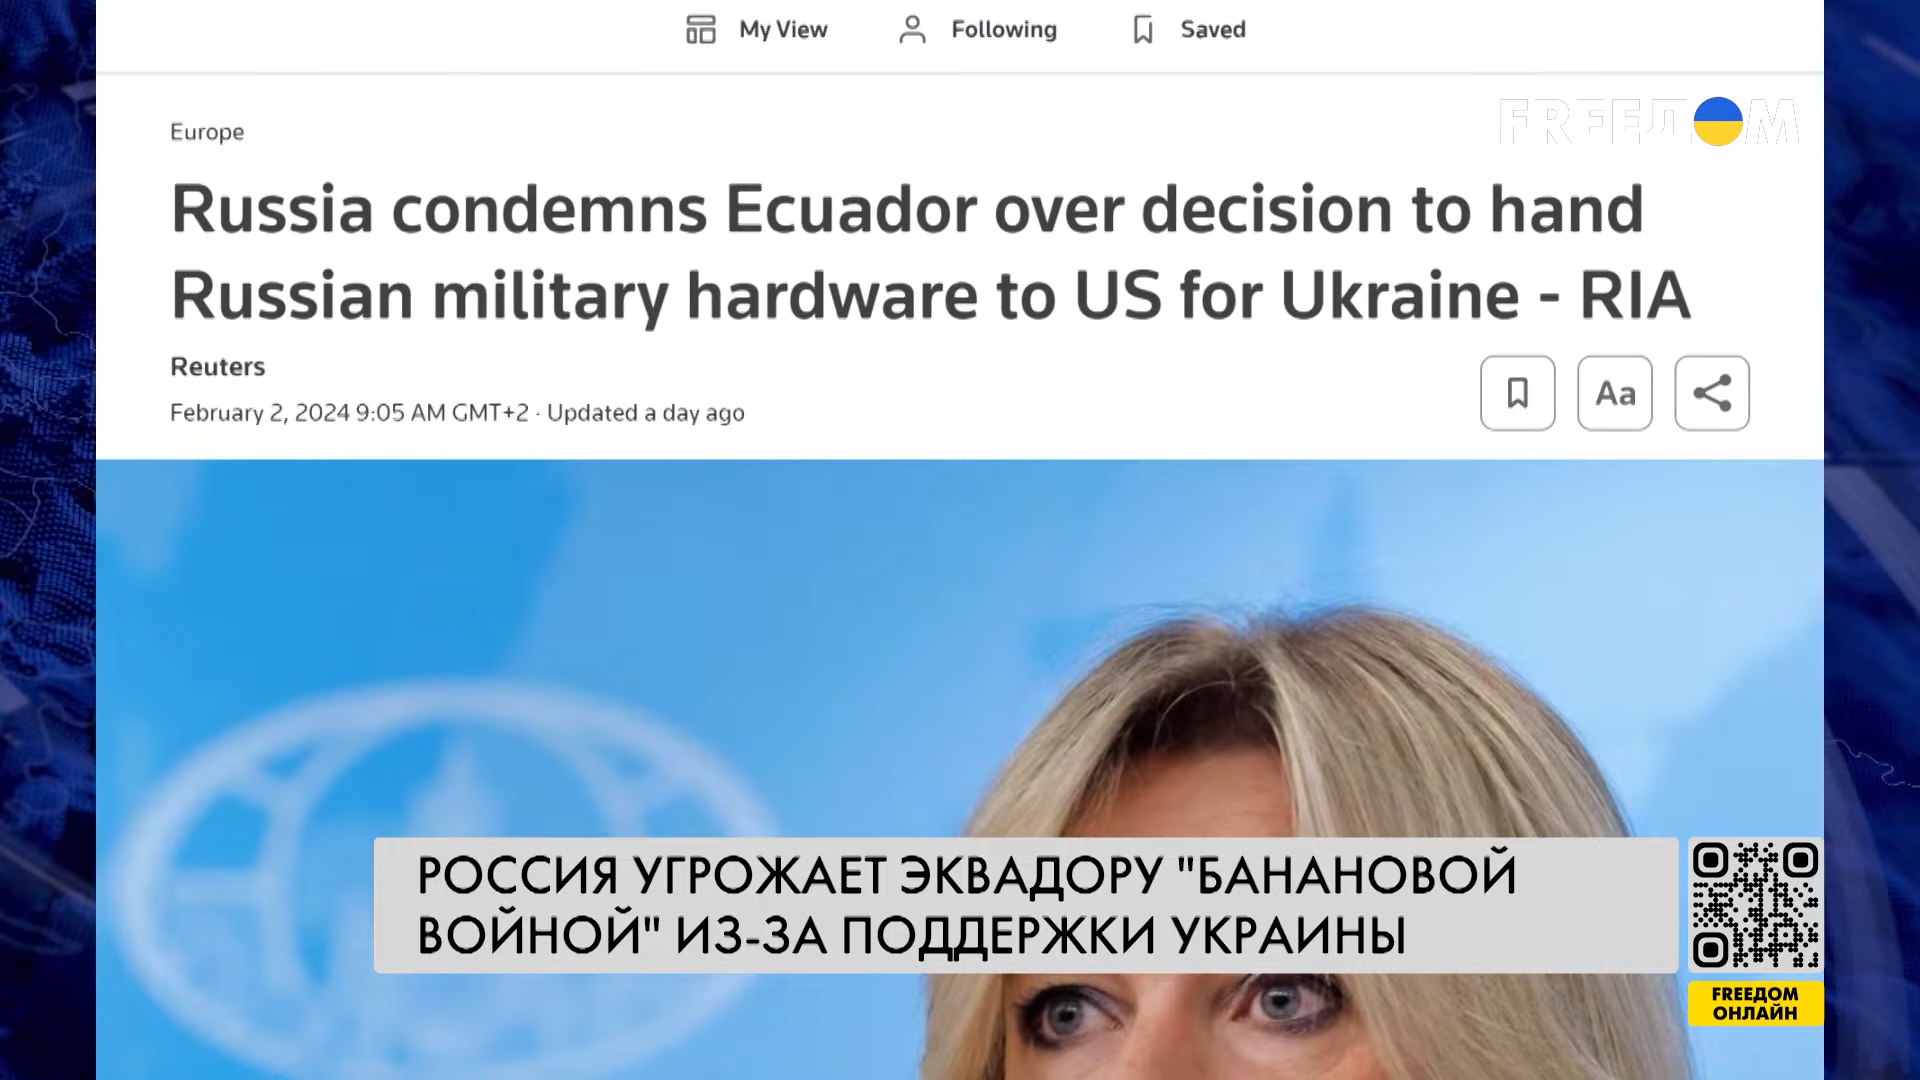 My View Following Saved
FREEДOM
Europe
Russia condemns Ecuador over decision to hand
Russian military hardware to US for Ukraine - RIA
Reuters
February 2, 2024 9:05 AM GMT+2 · Updated a day ago
Aa
РОССИЯ УГРОЖАЕТ ЭКВАДОРУ "БАНАНОВОЙ
ВОЙНОЙ" ИЗ-ЗА ПОДДЕРЖКИ УКРАИНЫ
FREEДОМ
ОНЛАЙН